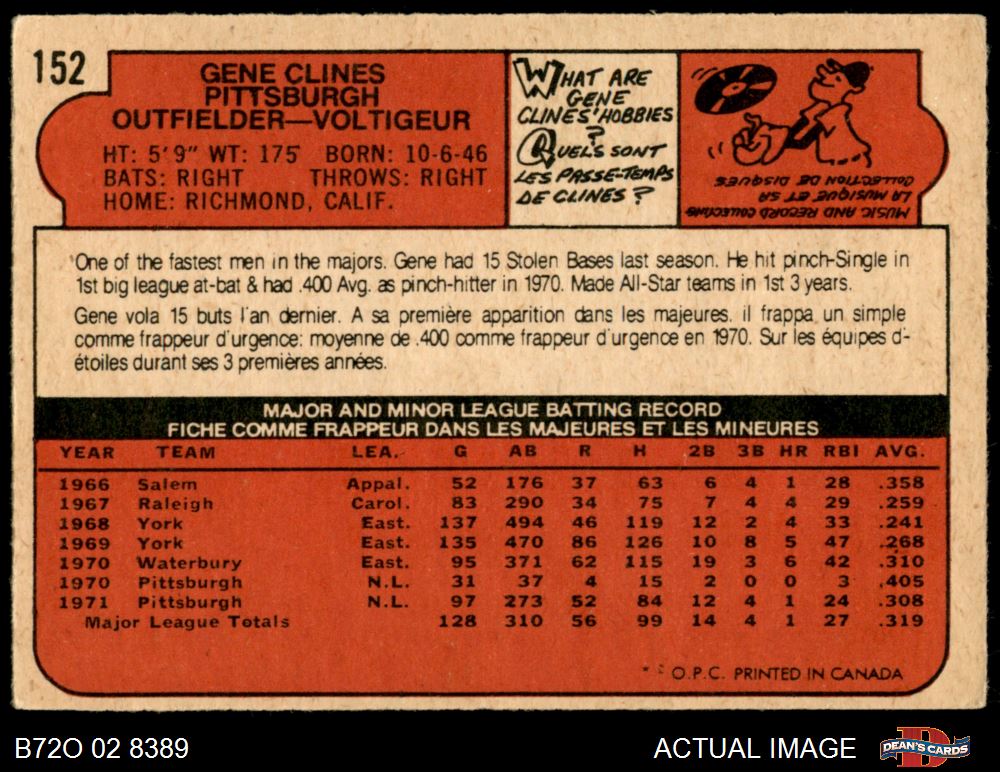 152
GENE CLINES
PITTSBURGH
OUTFIELDER—VOLTIGEUR
HT: 5'9" WT: 175 BORN: 10-6-46
BATS: RIGHT THROWS: RIGHT
HOME: RICHMOND, CALIF.
WHAT ARE
GENE
CLINES' HOBBIES
?
QUELS SONT
LES PASSE-TEMPS
DE CLINES ?
MUSIC AND RECORD COLLECTING
LA MUSIQUE ET SA
COLLECTION DE DISQUES
One of the fastest men in the majors. Gene had 15 Stolen Bases last season. He hit pinch-Single in
1st big league at-bat & had .400 Avg. as pinch-hitter in 1970. Made All-Star teams in 1st 3 years.
Gene vola 15 buts l'an dernier. A sa première apparition dans les majeures. il frappa un simple
comme frappeur d'urgence: moyenne de .400 comme frappeur d'urgence en 1970. Sur les équipes d'-
étoiles durant ses 3 premières années.
MAJOR AND MINOR LEAGUE BATTING RECORD
FICHE COMME FRAPPEUR DANS LES MAJEURES ET LES MINEURES
YEAR TEAM LEA. G AB R H 2B 3B HR RBI AVG.
1966 Salem Appal. 52 176 37 63 6 4 1 28 .358
1967 Raleigh Carol. 83 290 34 75 7 4 4 29 .259
1968 York East. 137 494 46 119 12 2 4 33 .241
1969 York East. 135 470 86 126 10 8 5 47 .268
1970 Waterbury East. 95 371 62 115 19 3 6 42 .310
1970 Pittsburgh N.L. 31 37 4 15 2 0 0 3 .405
1971 Pittsburgh N.L. 97 273 52 84 12 4 1 24 .308
Major League Totals 128 310 56 99 14 4 1 27 .319
* * O.P.C. PRINTED IN CANADA
B72O 02 8389
ACTUAL IMAGE
DEAN'S CARDS